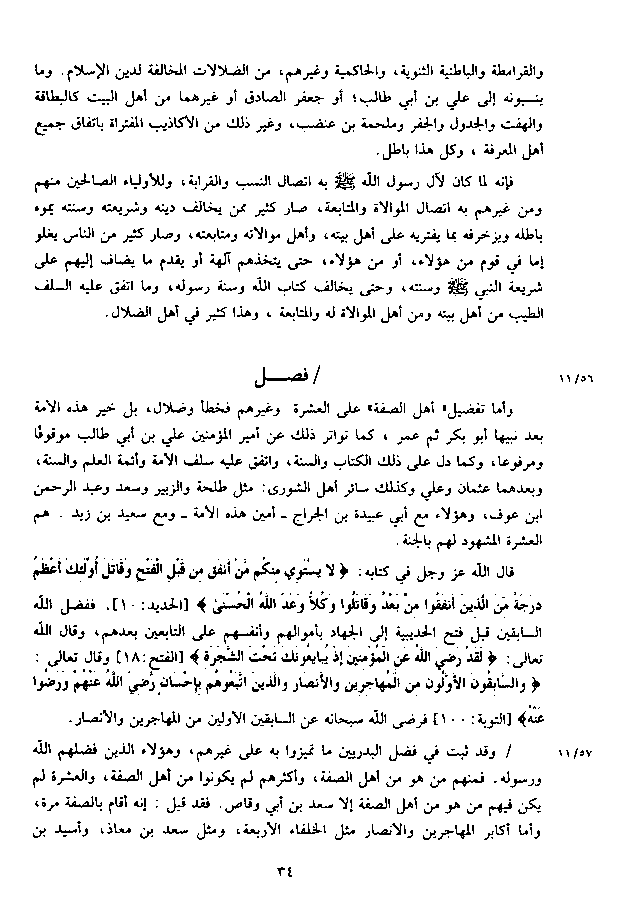 والقرامطة والباطنية الثنوية، والحاكمية وغيرهم، من الضلالات المخالفة لدين الإسلام. وما
ينسبونه إلى علي بن أبي طالب؛ أو جعفر الصادق أو غيرهما من أهل البيت كالبطاقة
والهفت والجدول والجفر وملحمة بن عنضب، وغير ذلك من الأكاذيب المفتراة باتفاق جميع
أهل المعرفة ، وكل هذا باطل.
فإنه لما كان لآل رسول الله ﷺ به اتصال النسب والقرابة، وللأولياء الصالحين منهم
ومن غيرهم به اتصال الموالاة والمتابعة، صار كثير ممن يخالف دينه وشريعته وسنته يموه
باطله ويزخرفه بما يفتريه على أهل بيته، وأهل موالاته ومتابعته، وصار كثير من الناس يغلو
إما في قوم من هؤلاء، أو من هؤلاء، حتى يتخذهم آلهة أو يقدم ما يضاف إليهم على
شريعة النبي ﷺ وسنته، وحتى يخالف كتاب الله وسنة رسوله، وما اتفق عليه السلف
الطيب من أهل بيته ومن أهل الموالاة له والمتابعة ، وهذا كثير في أهل الضلال.
/ فصـــل ١١/٥٦
وأما تفضيل «أهل الصفة» على العشرة وغيرهم فخطأ وضلال، بل خير هذه الأمة
بعد نبيها أبو بكر ثم عمر ، كما تواتر ذلك عن أمير المؤمنين علي بن أبي طالب موقوفًا
ومرفوعا، وكما دل على ذلك الكتاب والسنة، واتفق عليه سلف الأمة وأئمة العلم والسنة،
وبعدهما عثمان وعلي وكذلك سائر أهل الشورى: مثل طلحة والزبير وسعد وعبد الرحمن
ابن عوف، وهؤلاء مع أبي عبيدة بن الجراح ـ أمين هذه الأمة ـ ومع سعيد بن زيد . هم
العشرة المشهود لهم بالجنة.
قال الله عز وجل في كتابه: ﴿ لا يَسْتَوِي مِنكُم مَّنْ أَنفَقَ مِن قَبْلِ الْفَتْحِ وَقَاتَلَ أُوْلَئِكَ أَعْظَمُ
دَرَجَةً مِّنَ الَّذِينَ أَنفَقُوا مِنْ بَعْدُ وَقَاتَلُوا وَكُلاًّ وَعَدَ اللَّهُ الْحُسْنَىٰ ﴾ [الحديد: ١٠]. ففضل الله
السابقين قبل فتح الحديبية إلى الجهاد بأموالهم وأنفسهم على التابعين بعدهم، وقال الله
تعالى: ﴿ لَقَدْ رَضِيَ اللَّهُ عَنِ الْمُؤْمِنِينَ إِذْ يُبَايِعُونَكَ تَحْتَ الشَّجَرَةِ ﴾ [الفتح: ١٨] وقال تعالى :
﴿ وَالسَّابِقُونَ الأَوَّلُونَ مِنَ الْمُهَاجِرِينَ وَالأَنصَارِ وَالَّذِينَ اتَّبَعُوهُم بِإِحْسَانٍ رَّضِيَ اللَّهُ عَنْهُمْ وَرَضُوا
عَنْهُ﴾ [التوبة: ١٠٠] فرضي الله سبحانه عن السابقين الأولين من المهاجرين والأنصار.
/ وقد ثبت في فضل البدريين ما تميزوا به على غيرهم، وهؤلاء الذين فضلهم الله ١١/٥٧
ورسوله. فمنهم من هو من أهل الصفة، وأكثرهم لم يكونوا من أهل الصفة، والعشرة لم
يكن فيهم من هو من أهل الصفة إلا سعد بن أبي وقاص. فقد قيل : إنه أقام بالصفة مرة،
وأما أكابر المهاجرين والأنصار مثل الخلفاء الأربعة، ومثل سعد بن معاذ، وأسيد بن
٣٤